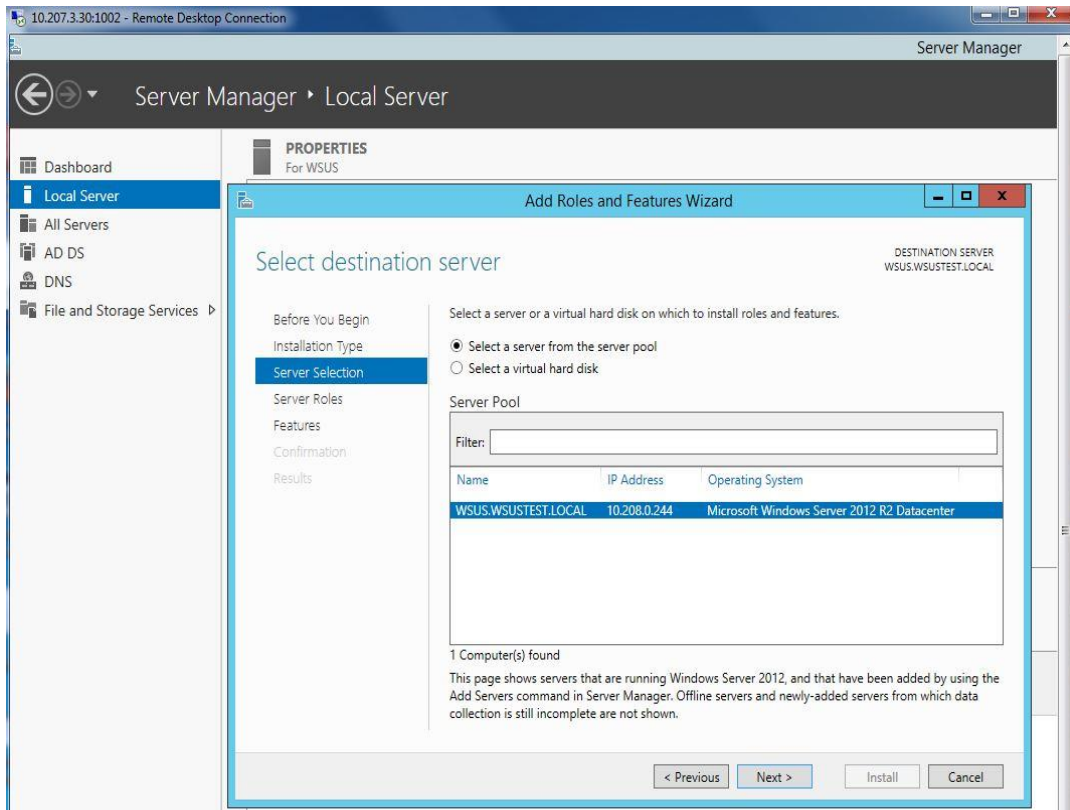 10.207.3.30:1002 - Remote Desktop Connection
Server Manager
Server Manager ‣ Local Server
Dashboard
Local Server
All Servers
AD DS
DNS
File and Storage Services
PROPERTIES
For WSUS
Add Roles and Features Wizard
Select destination server
DESTINATION SERVER
WSUS.WSUSTEST.LOCAL
Before You Begin
Installation Type
Server Selection
Server Roles
Features
Confirmation
Results
Select a server or a virtual hard disk on which to install roles and features.
Select a server from the server pool
Select a virtual hard disk
Server Pool
Filter:
Name IP Address Operating System
WSUS.WSUSTEST.LOCAL 10.208.0.244 Microsoft Windows Server 2012 R2 Datacenter
1 Computer(s) found
This page shows servers that are running Windows Server 2012, and that have been added by using the
Add Servers command in Server Manager. Offline servers and newly-added servers from which data
collection is still incomplete are not shown.
< Previous Next > Install Cancel